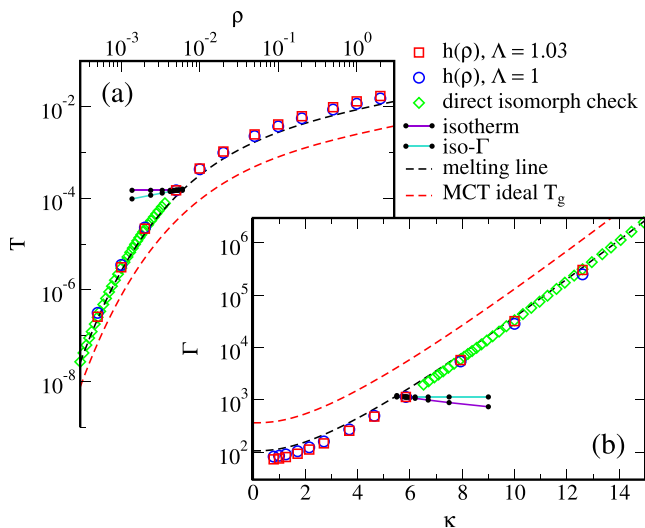 ρ
10⁻³ 10⁻² 10⁻¹ 10⁰
(a)
h(ρ), Λ = 1.03
h(ρ), Λ = 1
direct isomorph check
isotherm
iso-Γ
melting line
MCT ideal T_g
10⁻²
10⁻⁴
10⁻⁶
10⁻⁸
T
10⁶
10⁵
10⁴
10³
10²
Γ
(b)
0 2 4 6 8 10 12 14
κ